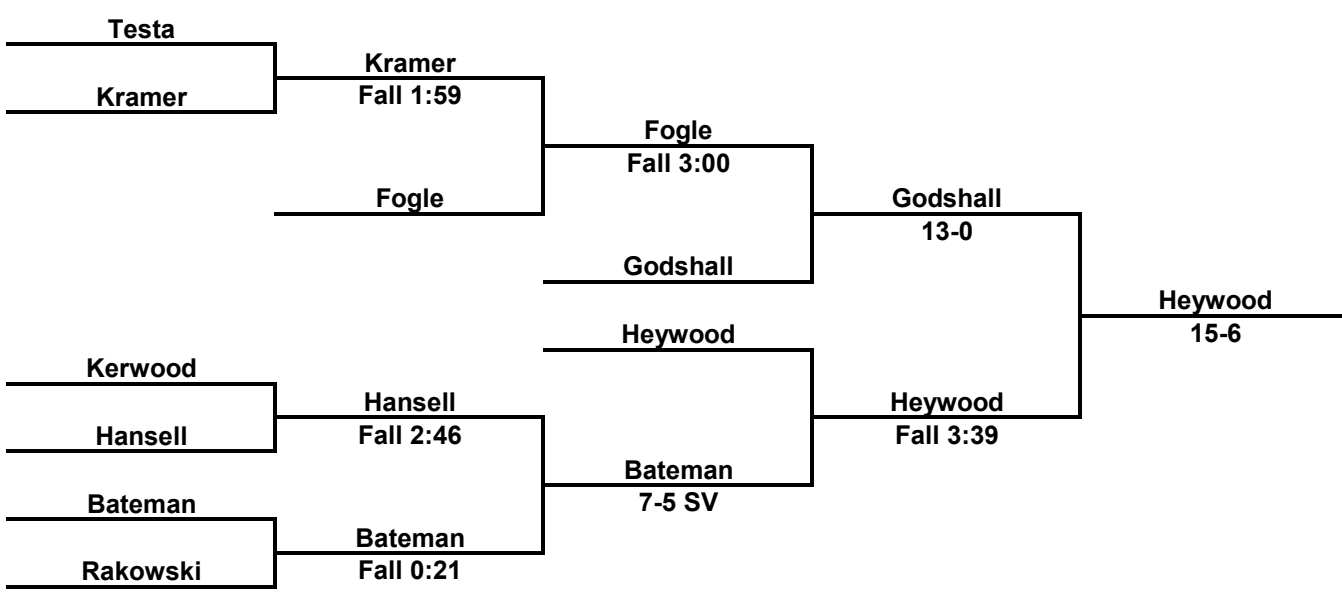 Testa
Kramer
Fall 1:59
Kramer
Fogle
Fall 3:00
Fogle
Godshall
13-0
Godshall
Heywood
15-6
Heywood
Kerwood
Hansell
Fall 2:46
Heywood
Fall 3:39
Hansell
Bateman
7-5 SV
Bateman
Bateman
Fall 0:21
Rakowski